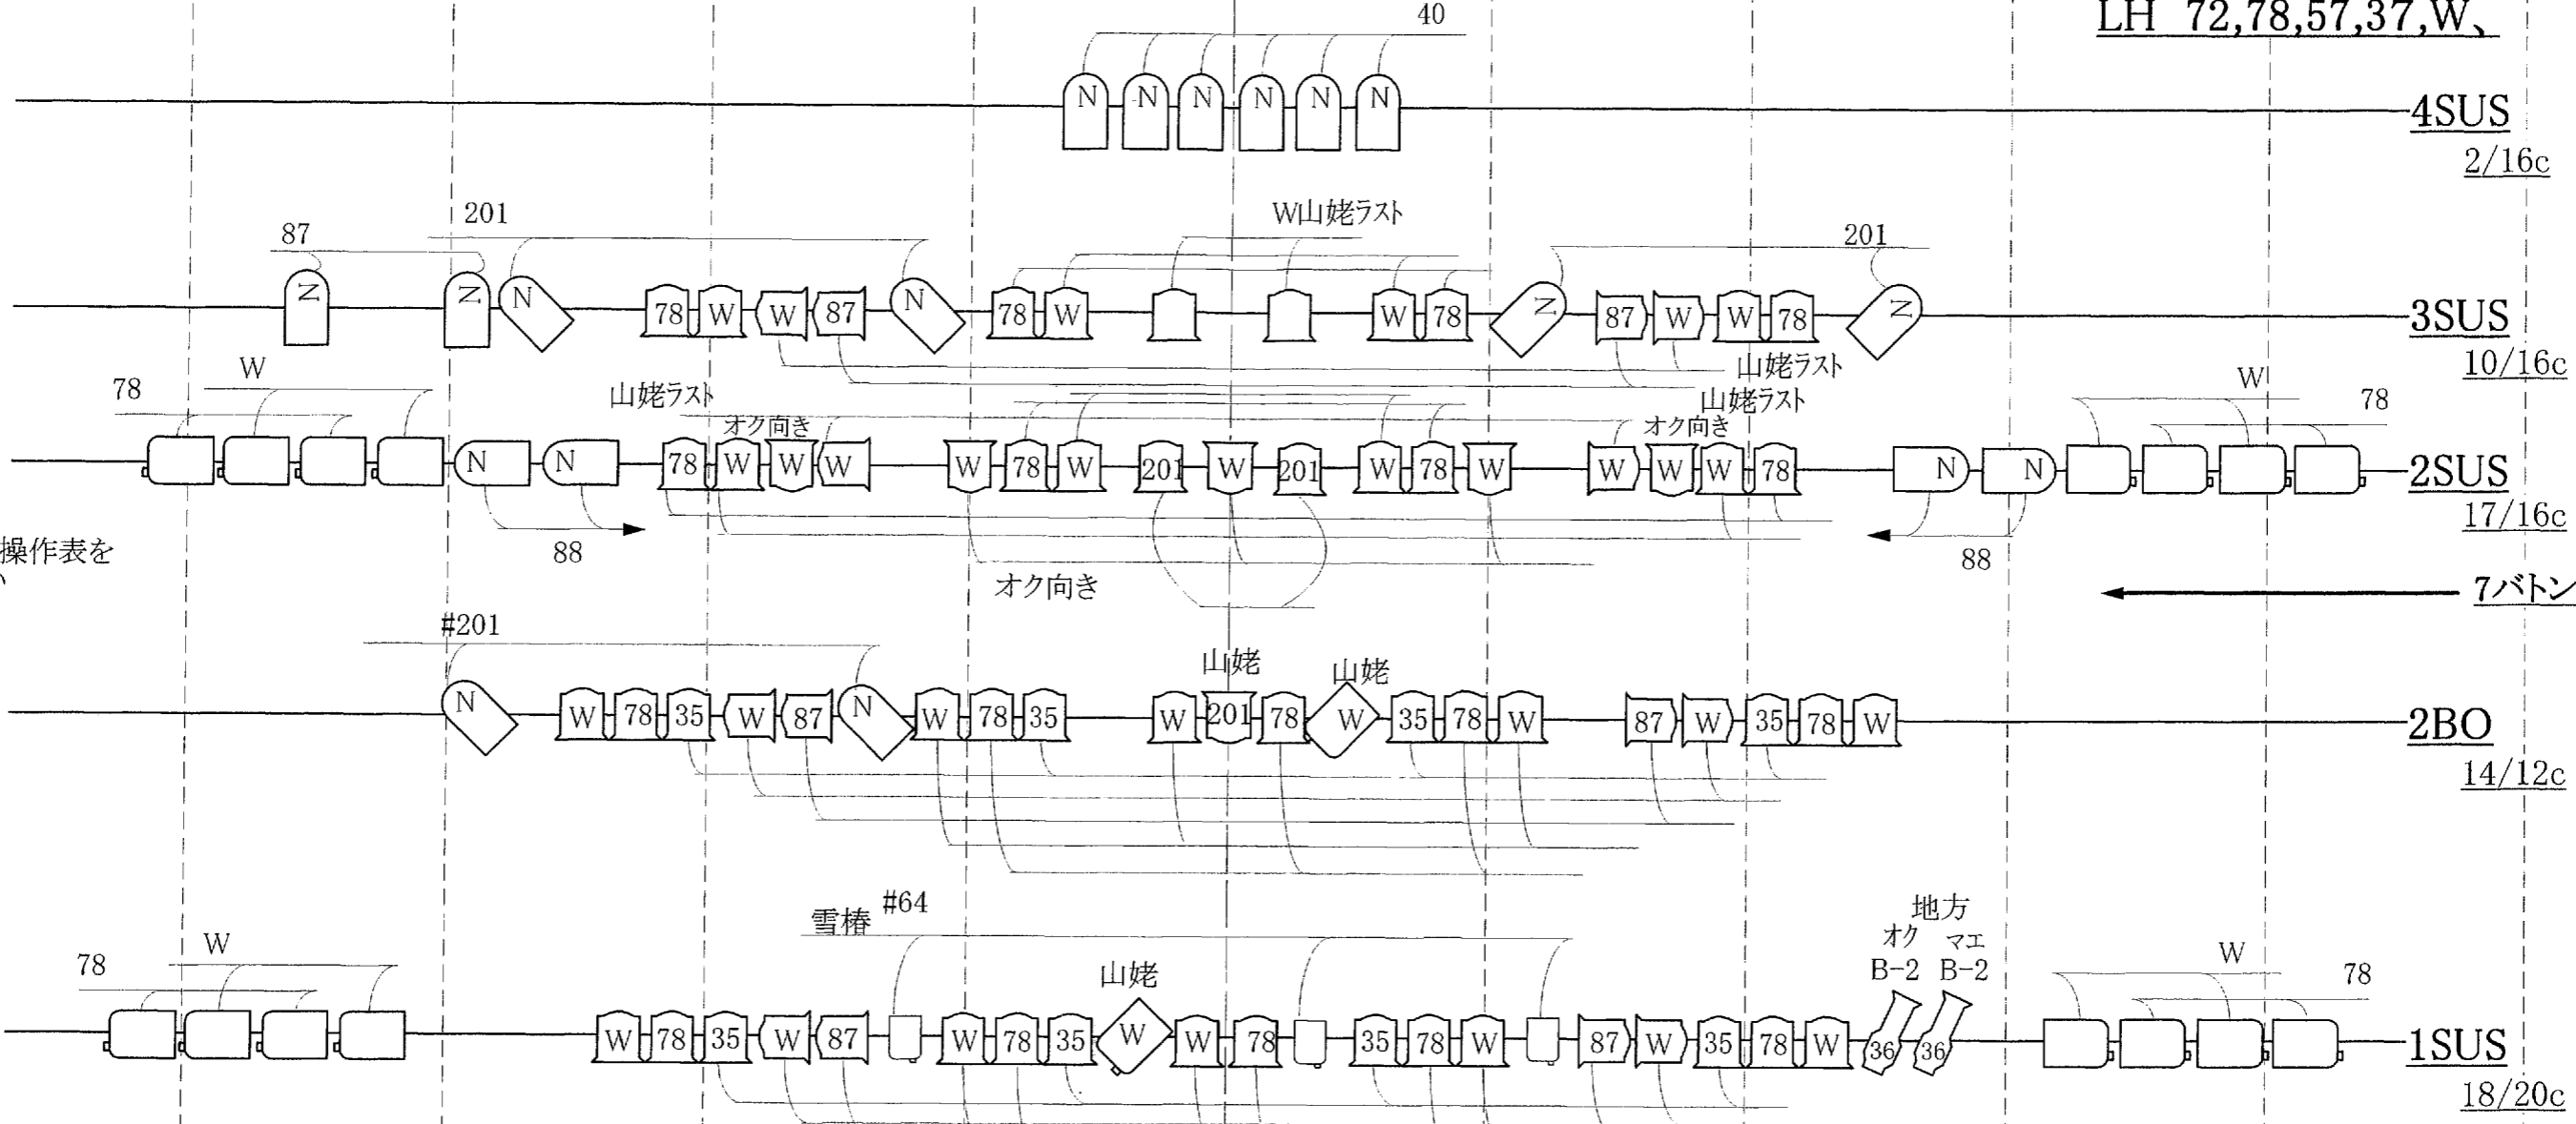 40
LH 72,78,57,37,W、
N N N N N N
4SUS
2/16c
87 201 W山姥ラスト 201
N N N 78 W W 87 N 78 W W 78 N 87 W W 78 N
3SUS
10/16c
山姥ラスト
78 W 山姥ラスト オク向き 山姥ラスト オク向き W 78
N N 78 W W W W 78 W 201 W 201 W 78 W W W W 78 N N
2SUS
17/16c
88 オク向き 88
操作表を
7バトン
#201 山姥 山姥
N W 78 35 W 87 N W 78 35 W 201 78 W 35 78 W 87 W 35 78 W
2BO
14/12c
雪椿 #64
地方
オク マエ
B-2 B-2
78 W 山姥 W 78
W 78 35 W 87 W 78 35 W W 78 35 78 W 87 W 35 78 W 36 36
1SUS
18/20c